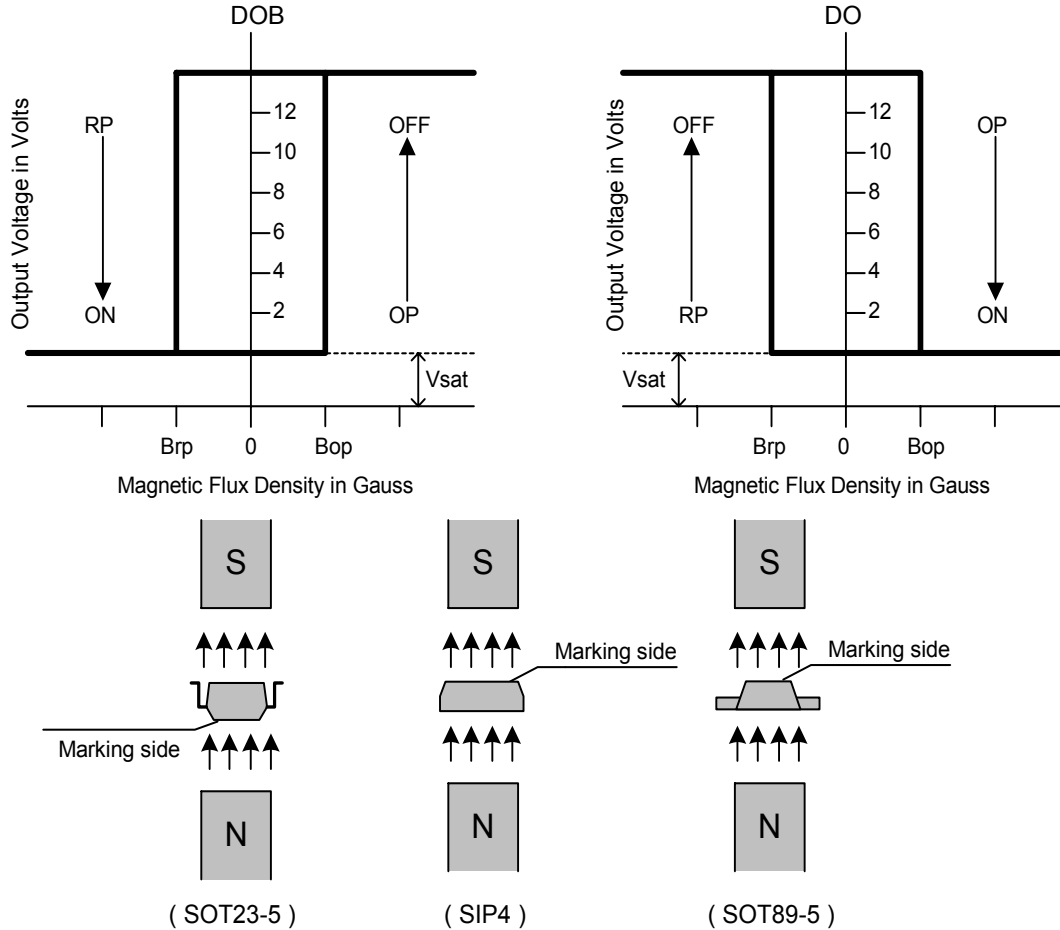 DOB
Output Voltage in Volts
12
10
8
6
4
2
RP
ON
OFF
OP
Vsat
Brp
0
Bop
Magnetic Flux Density in Gauss
DO
Output Voltage in Volts
12
10
8
6
4
2
OFF
RP
OP
ON
Vsat
Brp
0
Bop
Magnetic Flux Density in Gauss
S
Marking side
N
( SOT23-5 )
S
Marking side
N
( SIP4 )
S
Marking side
N
( SOT89-5 )